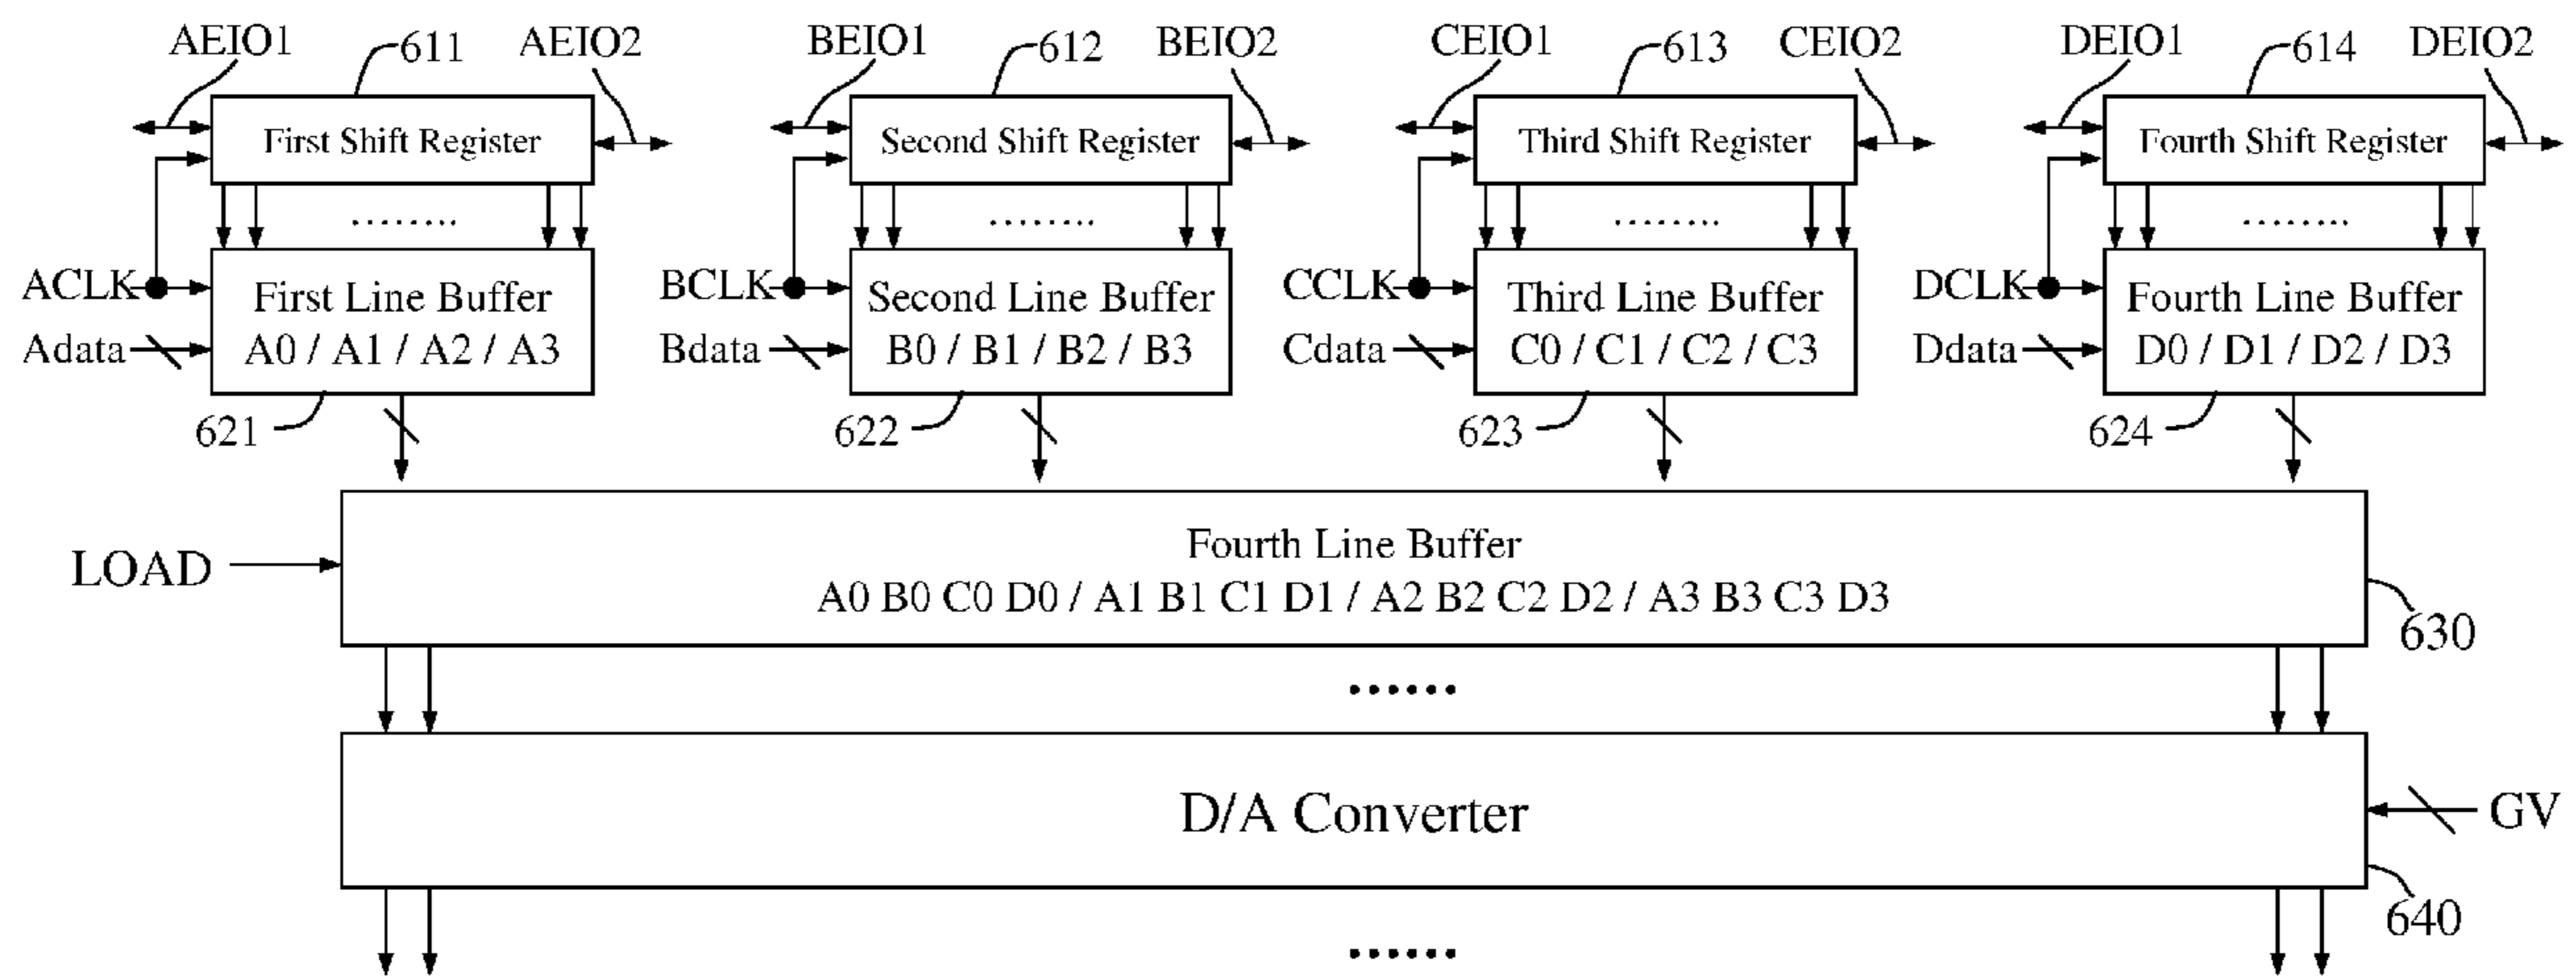 AEIO1 611 AEIO2 BEIO1 612 BEIO2 CEIO1 613 CEIO2 DEIO1 614 DEIO2
First Shift Register Second Shift Register Third Shift Register Fourth Shift Register
........ ........ ........ ........
ACLK First Line Buffer BCLK Second Line Buffer CCLK Third Line Buffer DCLK Fourth Line Buffer
Adata A0 / A1 / A2 / A3 Bdata B0 / B1 / B2 / B3 Cdata C0 / C1 / C2 / C3 Ddata D0 / D1 / D2 / D3
621 622 623 624
Fourth Line Buffer
LOAD A0 B0 C0 D0 / A1 B1 C1 D1 / A2 B2 C2 D2 / A3 B3 C3 D3
630
......
D/A Converter GV
640
......